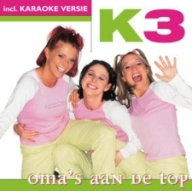 incl. KARAOKE VERSIE
K3
OMA'S AAN DE TOP